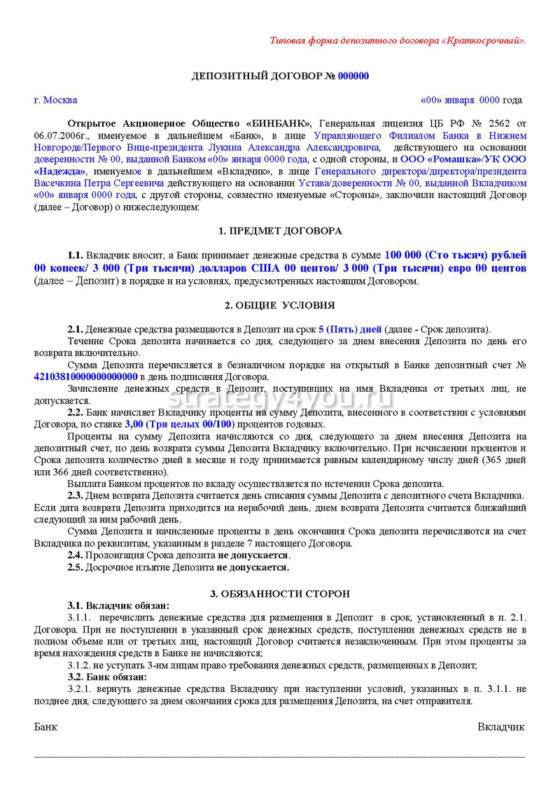 Типовая форма депозитного договора «Краткосрочный».
ДЕПОЗИТНЫЙ ДОГОВОР № 000000
г. Москва «00» января 0000 года
Открытое Акционерное Общество «БИНБАНК», Генеральная лицензия ЦБ РФ № 2562 от
06.07.2006г., именуемое в дальнейшем «Банк», в лице Управляющего Филиалом Банка в Нижнем
Новгороде/Первого Вице-президента Лукина Александра Александровича, действующего на основании
доверенности № 00, выданной Банком «00» января 0000 года, с одной стороны, и ООО «Ромашка»/УК ООО
«Надежда», именуемое в дальнейшем «Вкладчик», в лице Генерального директора/директора/президента
Васечкина Петра Сергеевича действующего на основании Устава/доверенности № 00, выданной Вкладчиком
«00» января 0000 года, с другой стороны, совместно именуемые «Стороны», заключили настоящий Договор
(далее – Договор) о нижеследующем:
1. ПРЕДМЕТ ДОГОВОРА
1.1. Вкладчик вносит, а Банк принимает денежные средства в сумме 100 000 (Сто тысяч) рублей
00 копеек/ 3 000 (Три тысячи) долларов США 00 центов/ 3 000 (Три тысячи) евро 00 центов
(далее – Депозит) в порядке и на условиях, предусмотренных настоящим Договором.
2. ОБЩИЕ УСЛОВИЯ
2.1. Денежные средства размещаются в Депозит на срок 5 (Пять) дней (далее - Срок депозита).
Течение Срока депозита начинается со дня, следующего за днем внесения Депозита по день его
возврата включительно.
Сумма Депозита перечисляется в безналичном порядке на открытый в Банке депозитный счет №
42103810000000000000 в день подписания Договора.
Зачисление денежных средств в Депозит, поступивших на имя Вкладчика от третьих лиц, не
допускается.
strategy4you.ru
2.2. Банк начисляет Вкладчику проценты на сумму Депозита, внесенного в соответствии с условиями
Договора, по ставке 3,00 (Три целых 00/100) процентов годовых.
Проценты на сумму Депозита начисляются со дня, следующего за днем внесения Депозита на
депозитный счет, по день возврата суммы Депозита Вкладчику включительно. При исчислении процентов и
Срока депозита количество дней в месяце и году принимается равным календарному числу дней (365 дней
или 366 дней соответственно).
Выплата Банком процентов по вкладу осуществляется по истечении Срока депозита.
2.3. Днем возврата Депозита считается день списания суммы Депозита с депозитного счета Вкладчика.
Если дата возврата Депозита приходится на нерабочий день, днем возврата Депозита считается ближайший
следующий за ним рабочий день.
Сумма Депозита и начисленные проценты в день окончания Срока депозита перечисляются на счет
Вкладчика по реквизитам, указанным в разделе 7 настоящего Договора.
2.4. Пролонгация Срока депозита не допускается.
2.5. Досрочное изъятие Депозита не допускается.
3. ОБЯЗАННОСТИ СТОРОН
3.1. Вкладчик обязан:
3.1.1. перечислить денежные средства для размещения в Депозит в срок, установленный в п. 2.1.
Договора. При не поступлении в указанный срок денежных средств, поступлении денежных средств не в
полном объеме или от третьих лиц, настоящий Договор считается незаключенным. При этом проценты за
время нахождения средств в Банке не начисляются;
3.1.2. не уступать 3-им лицам право требования денежных средств, размещенных в Депозит;
3.2. Банк обязан:
3.2.1. вернуть денежные средства Вкладчику при наступлении условий, указанных в п. 3.1.1. не
позднее дня, следующего за днем окончания срока для размещения Депозита, на счет отправителя.
Банк Вкладчик